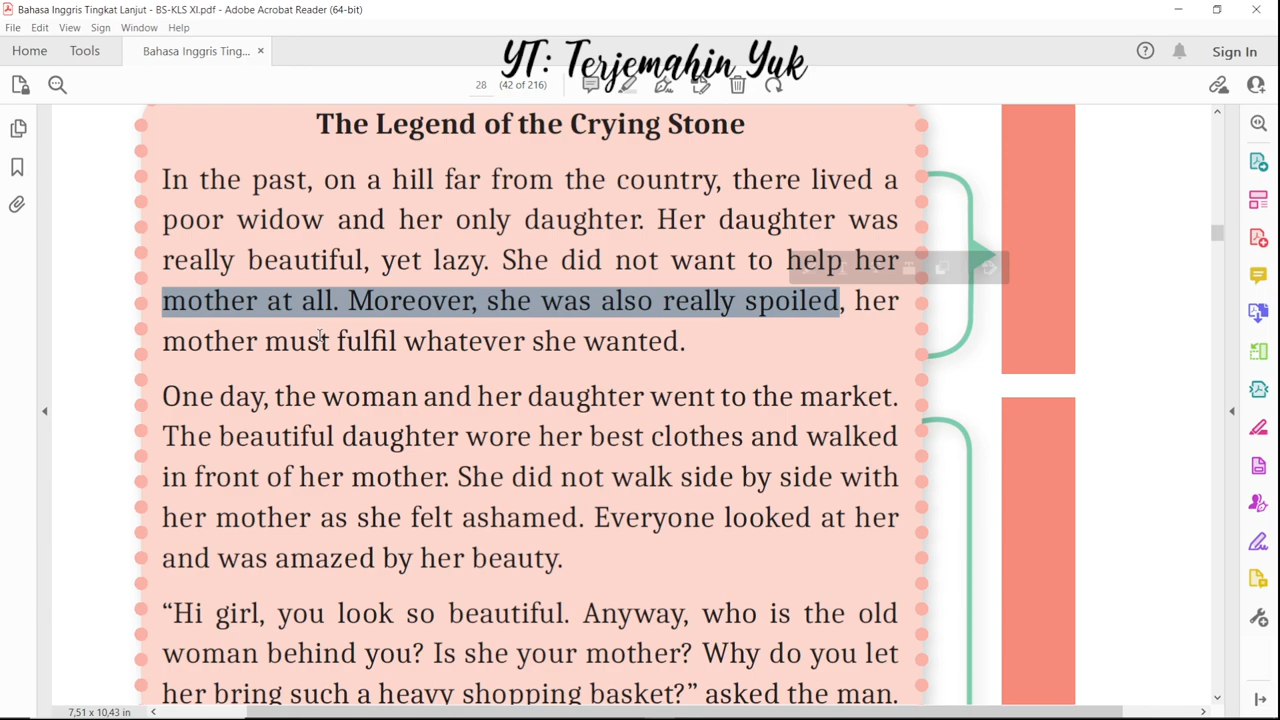 Bahasa Inggris Tingkat Lanjut - BS-KLS XI.pdf - Adobe Acrobat Reader (64-bit)
File Edit View Sign Window Help
Home Tools Bahasa Inggris Ting... × Sign In
YT: Terjemahin Yuk
28 (42 of 216)
The Legend of the Crying Stone
In the past, on a hill far from the country, there lived a
poor widow and her only daughter. Her daughter was
really beautiful, yet lazy. She did not want to help her
mother at all. Moreover, she was also really spoiled, her
mother must fulfil whatever she wanted.
One day, the woman and her daughter went to the market.
The beautiful daughter wore her best clothes and walked
in front of her mother. She did not walk side by side with
her mother as she felt ashamed. Everyone looked at her
and was amazed by her beauty.
“Hi girl, you look so beautiful. Anyway, who is the old
woman behind you? Is she your mother? Why do you let
her bring such a heavy shopping basket?” asked the man.
7,51 x 10,43 in